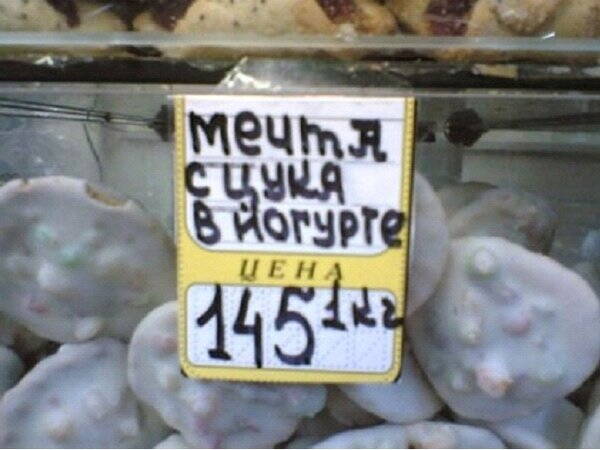 мечта
с цука
в йогурте
ЦЕНА
145 1кг